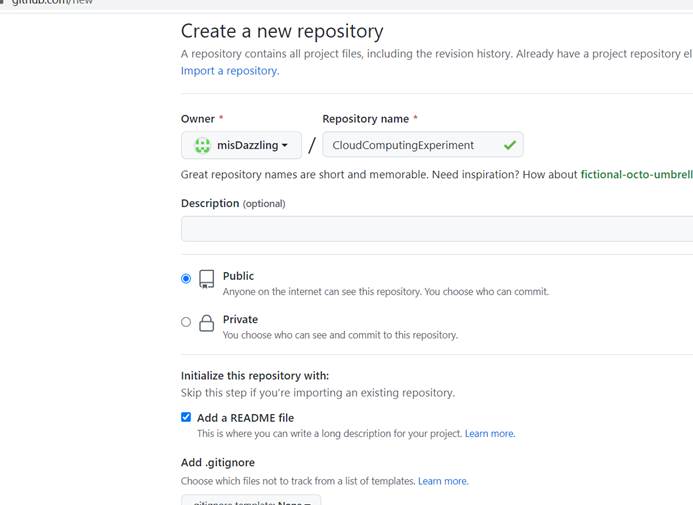 github.com/new
Create a new repository
A repository contains all project files, including the revision history. Already have a project repository el
Import a repository.
Owner * Repository name *
misDazzling / CloudComputingExperiment
Great repository names are short and memorable. Need inspiration? How about fictional-octo-umbrell
Description (optional)
Public
Anyone on the internet can see this repository. You choose who can commit.
Private
You choose who can see and commit to this repository.
Initialize this repository with:
Skip this step if you're importing an existing repository.
Add a README file
This is where you can write a long description for your project. Learn more.
Add .gitignore
Choose which files not to track from a list of templates. Learn more.
.gitignore template: None